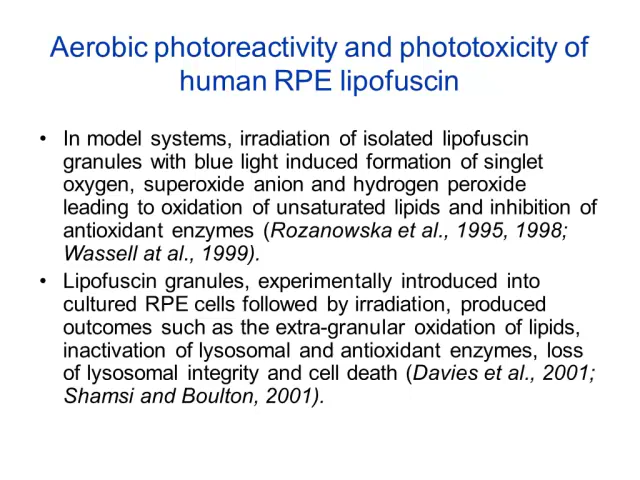 Aerobic photoreactivity and phototoxicity of
human RPE lipofuscin
• In model systems, irradiation of isolated lipofuscin
granules with blue light induced formation of singlet
oxygen, superoxide anion and hydrogen peroxide
leading to oxidation of unsaturated lipids and inhibition of
antioxidant enzymes (Rozanowska et al., 1995, 1998;
Wassell at al., 1999).
• Lipofuscin granules, experimentally introduced into
cultured RPE cells followed by irradiation, produced
outcomes such as the extra-granular oxidation of lipids,
inactivation of lysosomal and antioxidant enzymes, loss
of lysosomal integrity and cell death (Davies et al., 2001;
Shamsi and Boulton, 2001).